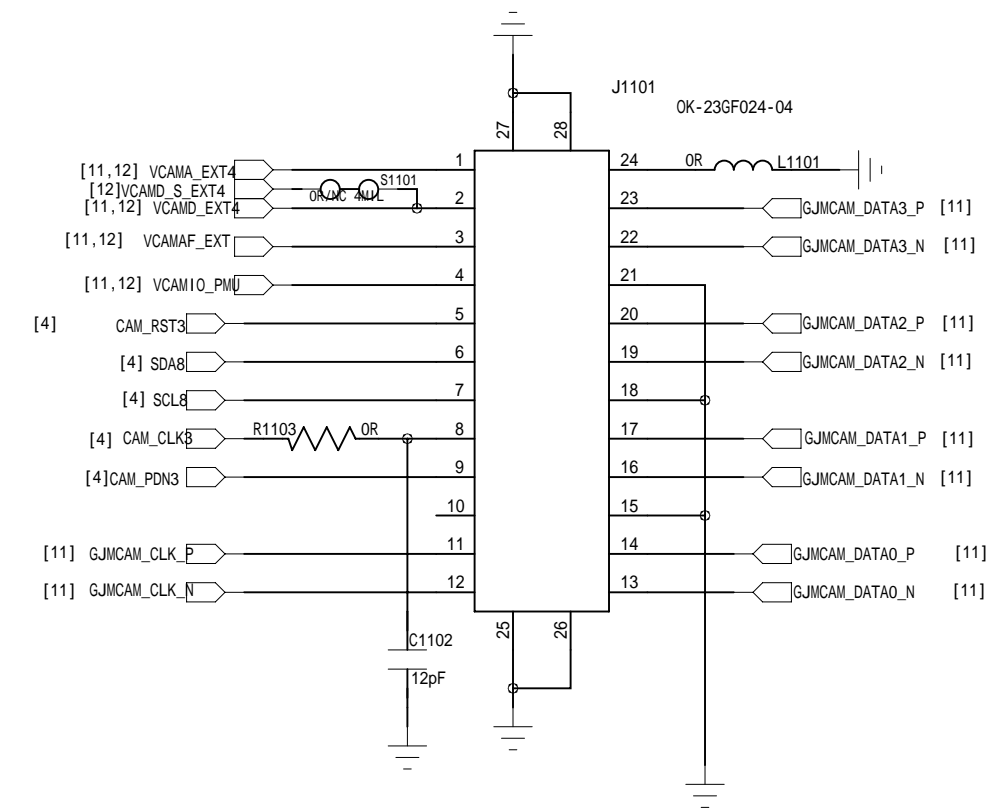 J1101
OK-23GF024-04
27
28
[11,12] VCAMA_EXT4
1
24
0R
L1101
[12]VCAMD_S_EXT4
S1101
0R/NC 4MIL
[11,12] VCAMD_EXT4
2
23
GJMCAM_DATA3_P [11]
[11,12] VCAMAF_EXT
3
22
GJMCAM_DATA3_N [11]
[11,12] VCAMIO_PMU
4
21
[4] CAM_RST3
5
20
GJMCAM_DATA2_P [11]
[4] SDA8
6
19
GJMCAM_DATA2_N [11]
[4] SCL8
7
18
[4] CAM_CLK3
R1103
0R
8
17
GJMCAM_DATA1_P [11]
[4]CAM_PDN3
9
16
GJMCAM_DATA1_N [11]
10
15
[11] GJMCAM_CLK_P
11
14
GJMCAM_DATA0_P [11]
[11] GJMCAM_CLK_N
12
13
GJMCAM_DATA0_N [11]
25
26
C1102
12pF